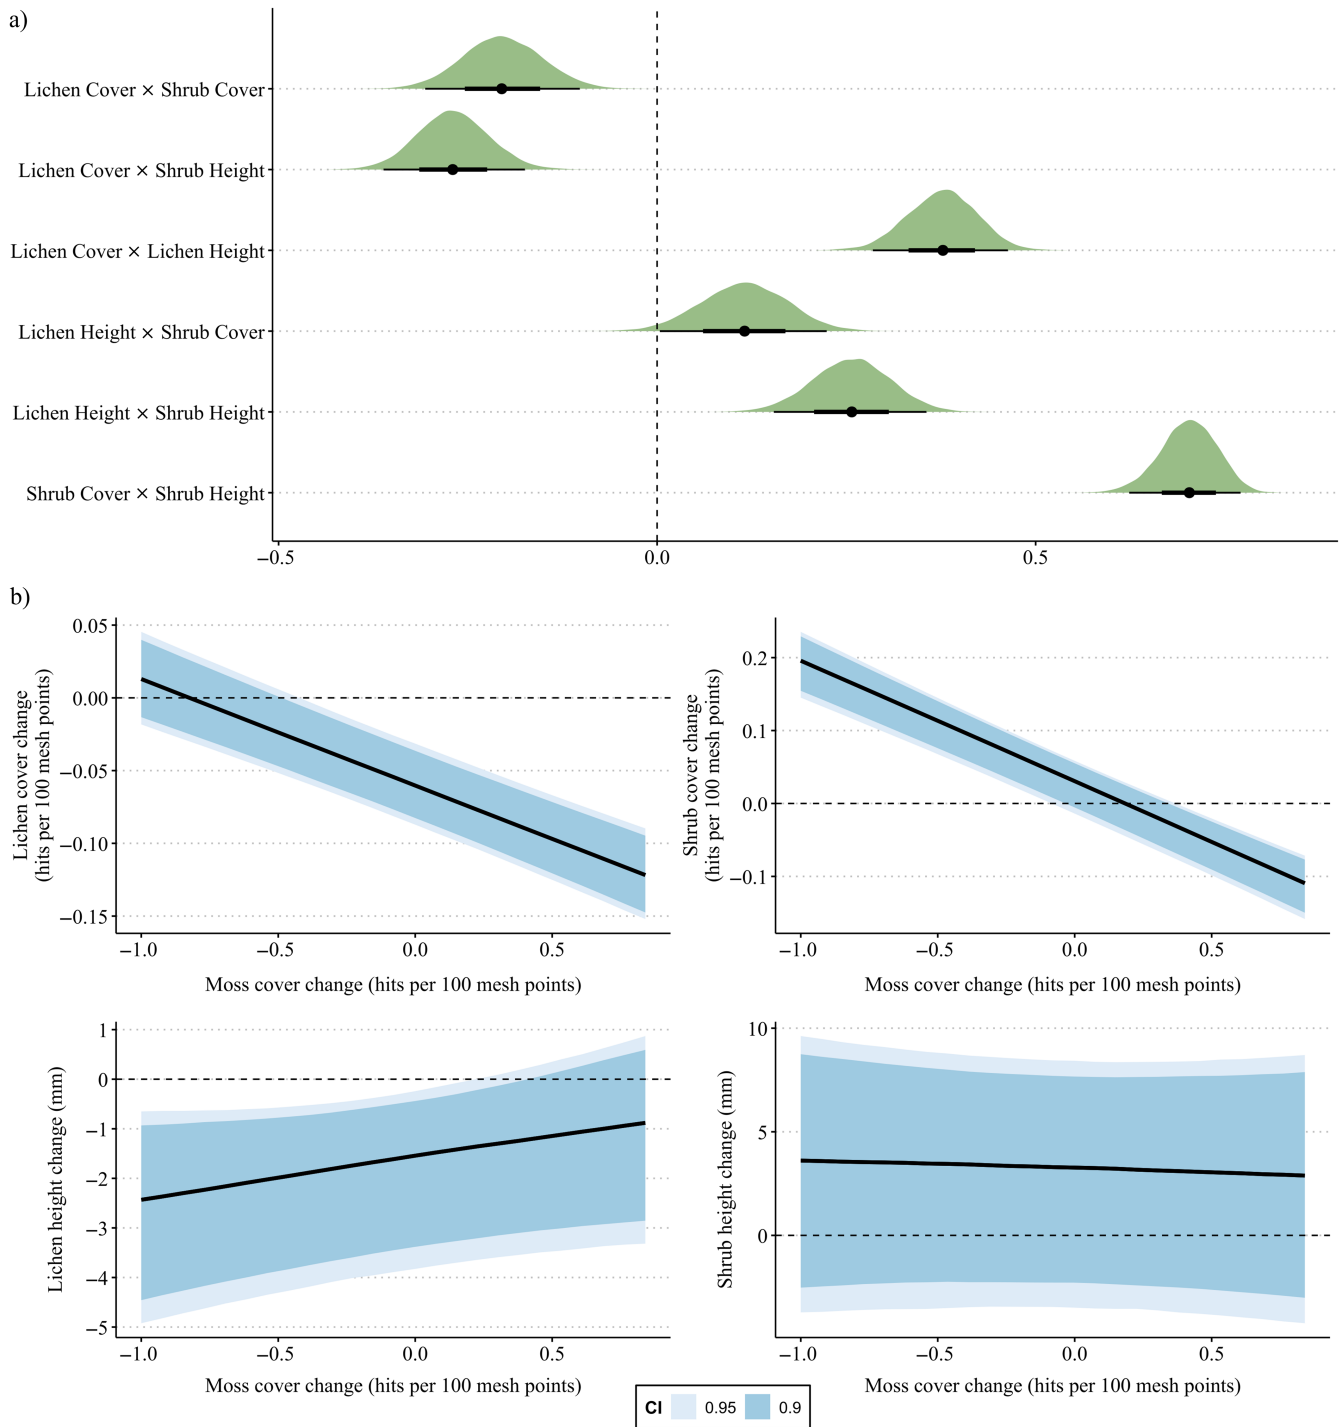 a)
Lichen Cover × Shrub Cover
Lichen Cover × Shrub Height
Lichen Cover × Lichen Height
Lichen Height × Shrub Cover
Lichen Height × Shrub Height
Shrub Cover × Shrub Height
−0.5 0.0 0.5
b)
Lichen cover change
(hits per 100 mesh points)
0.05
0.00
−0.05
−0.10
−0.15
−1.0 −0.5 0.0 0.5
Moss cover change (hits per 100 mesh points)
Shrub cover change
(hits per 100 mesh points)
0.2
0.1
0.0
−0.1
−1.0 −0.5 0.0 0.5
Moss cover change (hits per 100 mesh points)
Lichen height change (mm)
1
0
−1
−2
−3
−4
−5
−1.0 −0.5 0.0 0.5
Moss cover change (hits per 100 mesh points)
Shrub height change (mm)
10
5
0
−1.0 −0.5 0.0 0.5
Moss cover change (hits per 100 mesh points)
CI 0.95 0.9